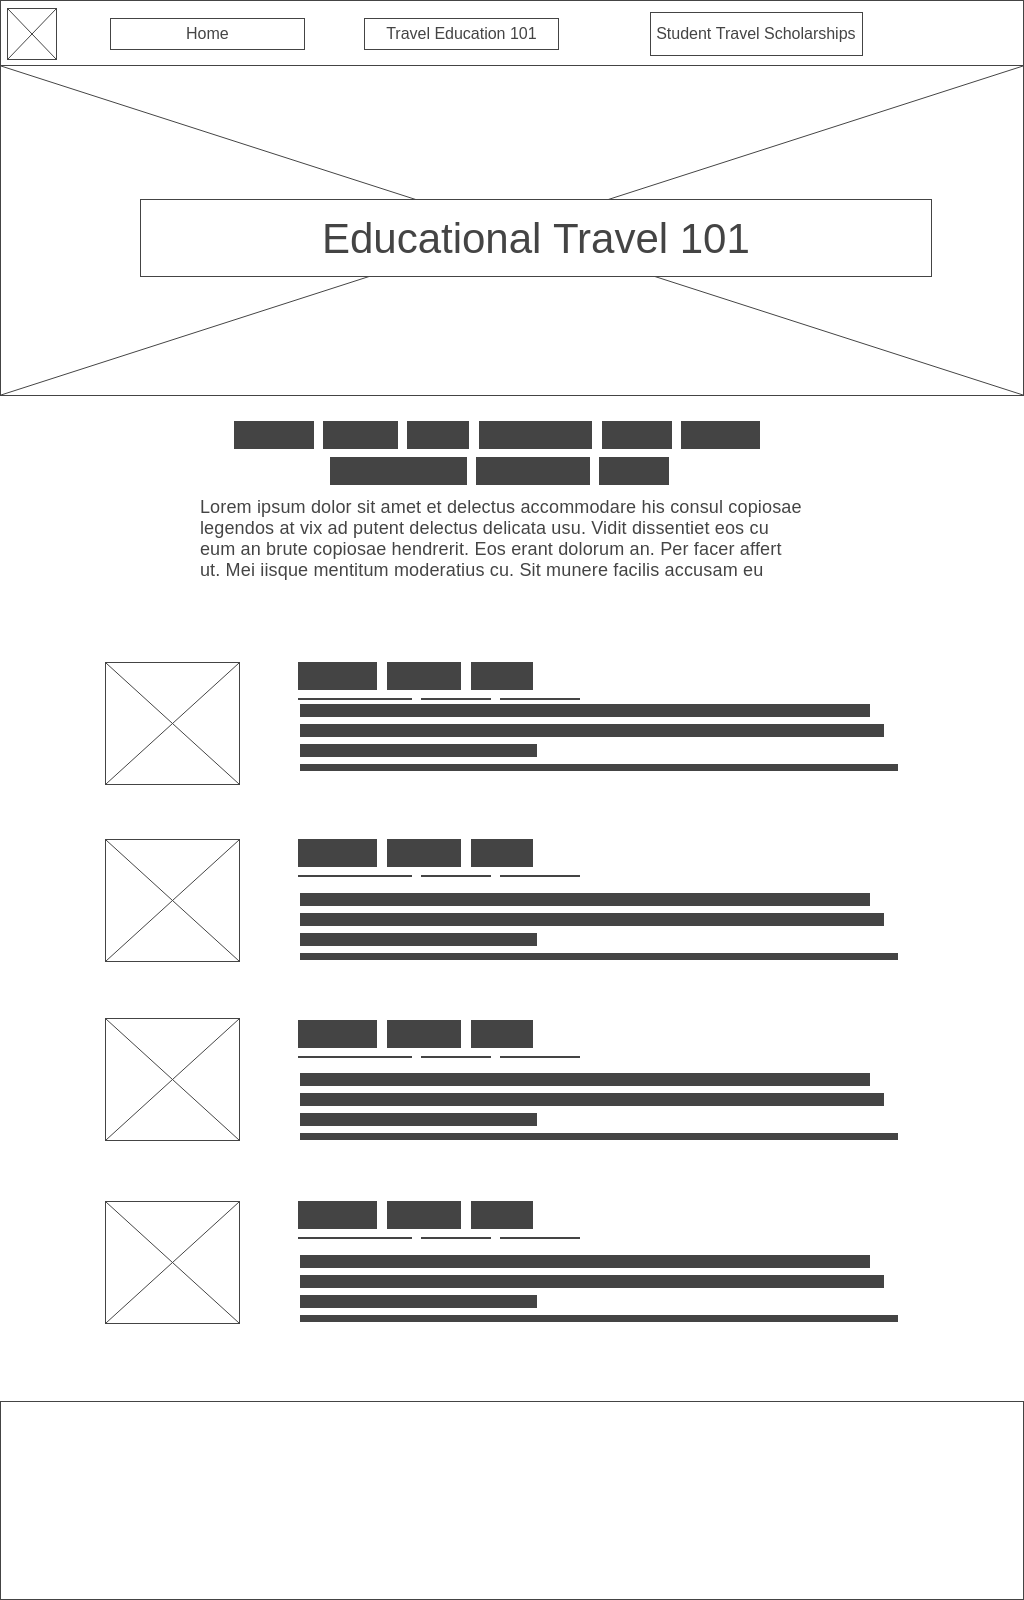 Home
Travel Education 101
Student Travel Scholarships
Educational Travel 101
Lorem ipsum dolor sit amet et delectus accommodare his consul copiosae
legendos at vix ad putent delectus delicata usu. Vidit dissentiet eos cu
eum an brute copiosae hendrerit. Eos erant dolorum an. Per facer affert
ut. Mei iisque mentitum moderatius cu. Sit munere facilis accusam eu